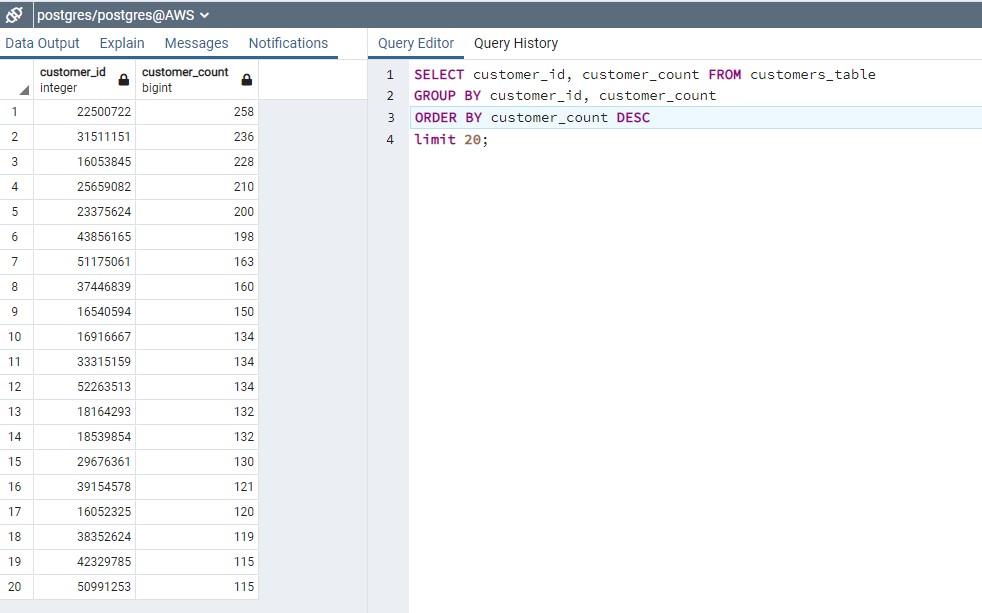 postgres/postgres@AWS
Data Output Explain Messages Notifications
Query Editor Query History
customer_id customer_count
integer bigint
1 22500722 258
2 31511151 236
3 16053845 228
4 25659082 210
5 23375624 200
6 43856165 198
7 51175061 163
8 37446839 160
9 16540594 150
10 16916667 134
11 33315159 134
12 52263513 134
13 18164293 132
14 18539854 132
15 29676361 130
16 39154578 121
17 16052325 120
18 38352624 119
19 42329785 115
20 50991253 115
1 SELECT customer_id, customer_count FROM customers_table
2 GROUP BY customer_id, customer_count
3 ORDER BY customer_count DESC
4 limit 20;